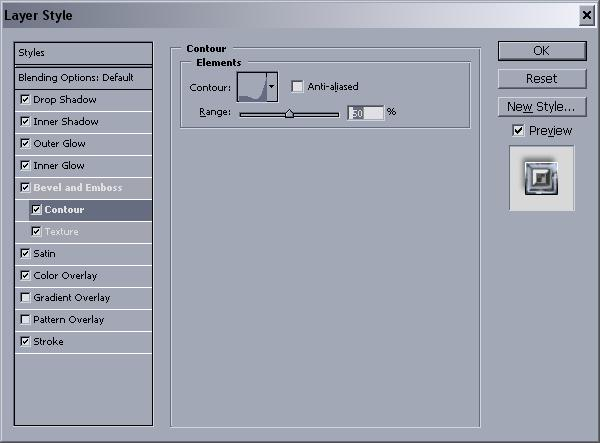 Layer Style
Styles
Blending Options: Default
Drop Shadow
Inner Shadow
Outer Glow
Inner Glow
Bevel and Emboss
Contour
Texture
Satin
Color Overlay
Gradient Overlay
Pattern Overlay
Stroke
Contour
Elements
Contour: Anti-aliased
Range: 50 %
OK
Reset
New Style...
Preview